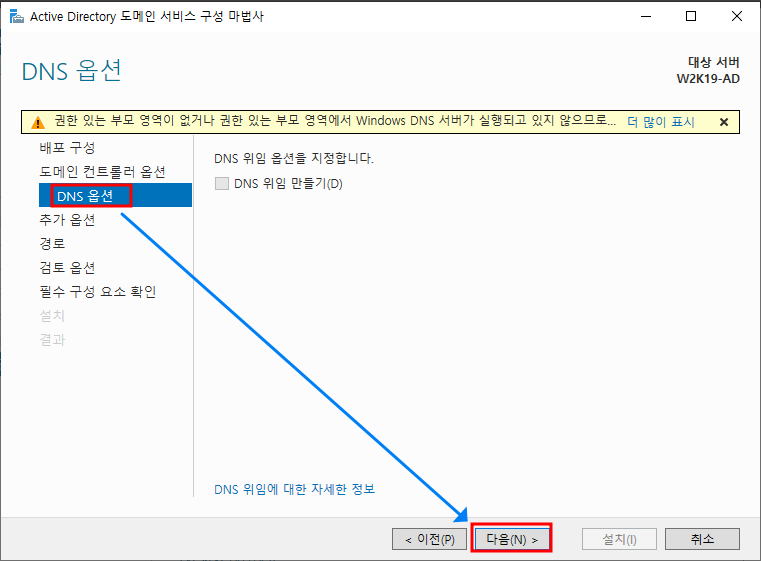 Active Directory 도메인 서비스 구성 마법사
DNS 옵션
대상 서버
W2K19-AD
권한 있는 부모 영역이 없거나 권한 있는 부모 영역에서 Windows DNS 서버가 실행되고 있지 않으므로... 더 많이 표시
배포 구성
도메인 컨트롤러 옵션
DNS 옵션
추가 옵션
경로
검토 옵션
필수 구성 요소 확인
설치
결과
DNS 위임 옵션을 지정합니다.
DNS 위임 만들기(D)
DNS 위임에 대한 자세한 정보
< 이전(P)
다음(N) >
설치(I)
취소